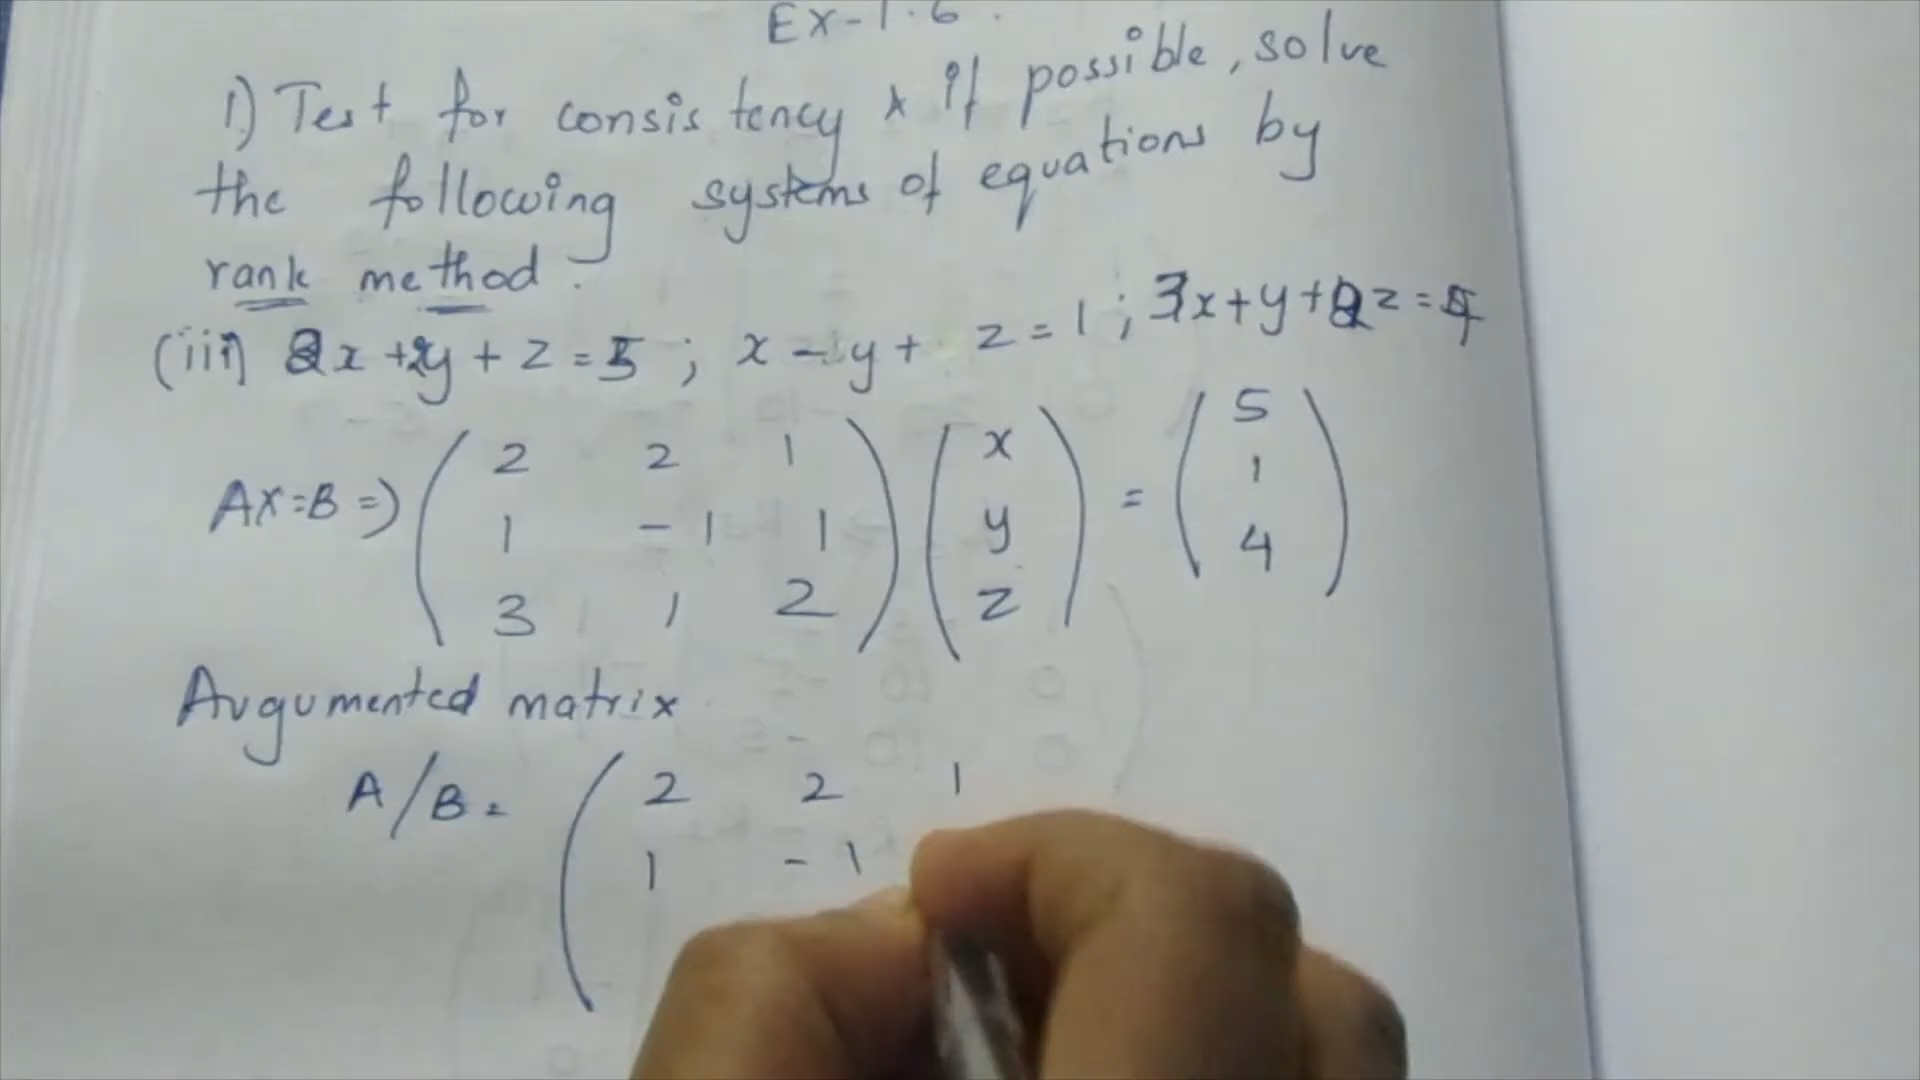 Ex-1.6.
1) Test for consistency & if possible, solve
the following systems of equations by
rank method.
(iii) 2x+2y+z=5; x-y+z=1; 3x+y+2z=4
AX=B=> ( 2 2 1 ) ( x ) = ( 5 )
1 -1 1 y 1
3 1 2 z 4
Augumented matrix
A/B= ( 2 2 1
1 -1